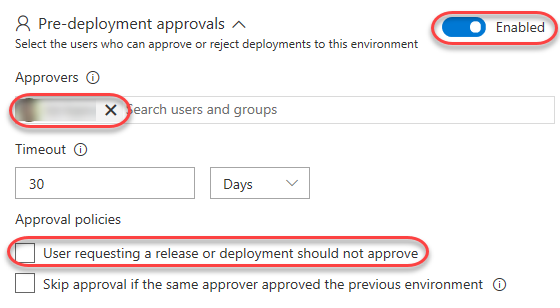 Pre-deployment approvals
Enabled
Select the users who can approve or reject deployments to this environment
Approvers
Search users and groups
Timeout
30 Days
Approval policies
User requesting a release or deployment should not approve
Skip approval if the same approver approved the previous environment